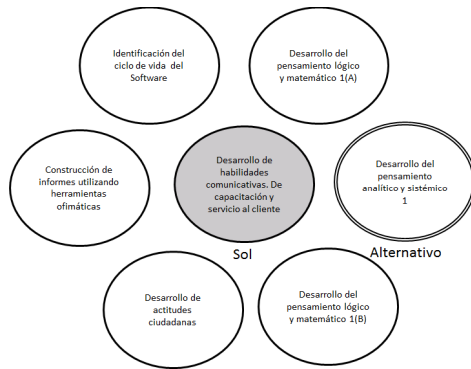 Identificación del
ciclo de vida del
Software
Desarrollo del
pensamiento lógico
y matemático 1(A)
Construcción de
informes utilizando
herramientas
ofimáticas
Desarrollo de
habilidades
comunicativas. De
capacitación y
servicio al cliente
Desarrollo del
pensamiento
analítico y sistémico
1
Sol
Alternativo
Desarrollo de
actitudes
ciudadanas
Desarrollo del
pensamiento lógico
y matemático 1(B)